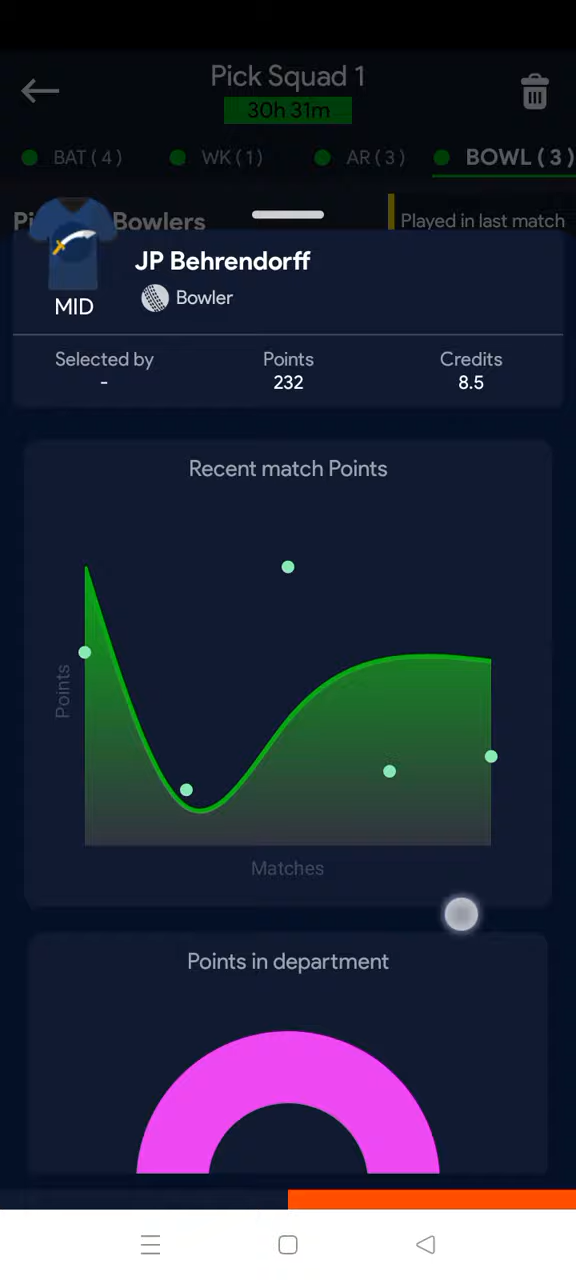 Pick Squad 1
30h 31m
BAT ( 4 ) WK ( 1 ) AR ( 3 ) BOWL ( 3 )
Bowlers Played in last match
JP Behrendorff
MID Bowler
Selected by Points Credits
- 232 8.5
Recent match Points
Points
Matches
Points in department